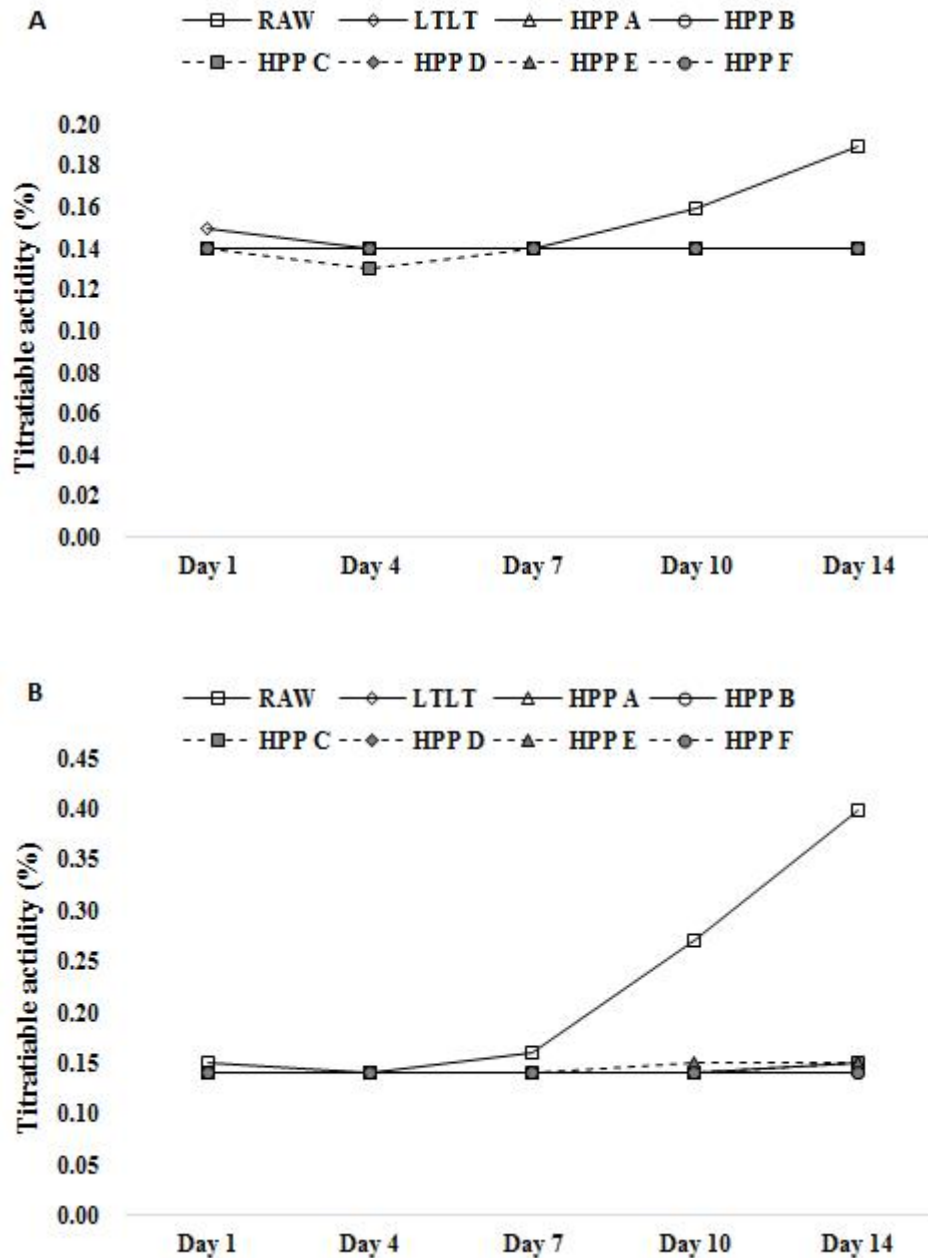 A
RAW LTLT HPP A HPP B
HPP C HPP D HPP E HPP F
Titratiable actidity (%)
0.20
0.18
0.16
0.14
0.12
0.10
0.08
0.06
0.04
0.02
0.00
Day 1 Day 4 Day 7 Day 10 Day 14
B
RAW LTLT HPP A HPP B
HPP C HPP D HPP E HPP F
Titratiable actidity (%)
0.45
0.40
0.35
0.30
0.25
0.20
0.15
0.10
0.05
0.00
Day 1 Day 4 Day 7 Day 10 Day 14